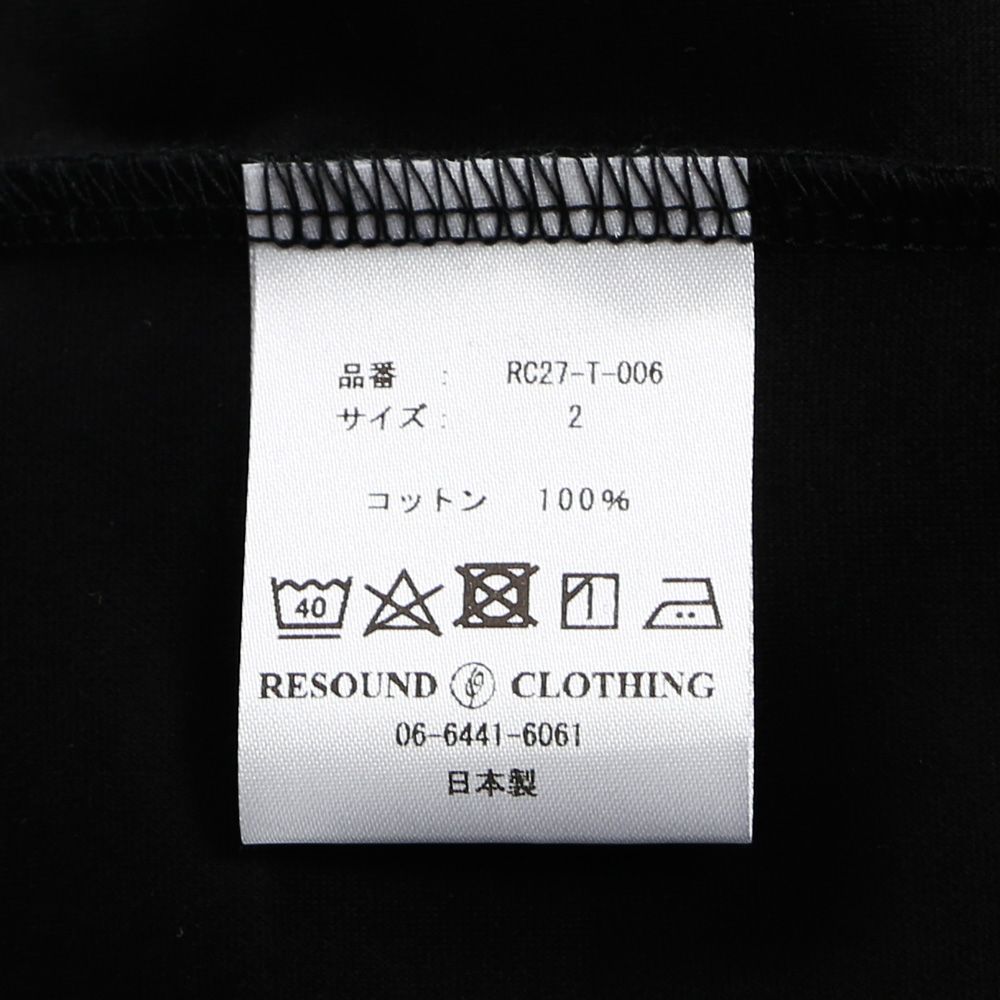 品番 : RC27-T-006
サイズ : 2
コットン 100%
40
RESOUND CLOTHING
06-6441-6061
日本製